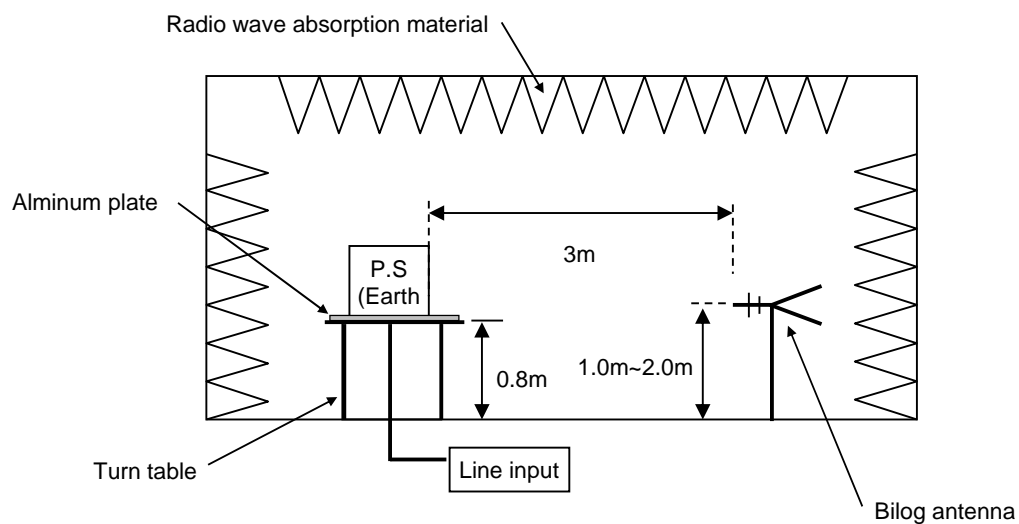 Radio wave absorption material
Alminum plate
3m
P.S
(Earth
0.8m
1.0m~2.0m
Turn table
Line input
Bilog antenna